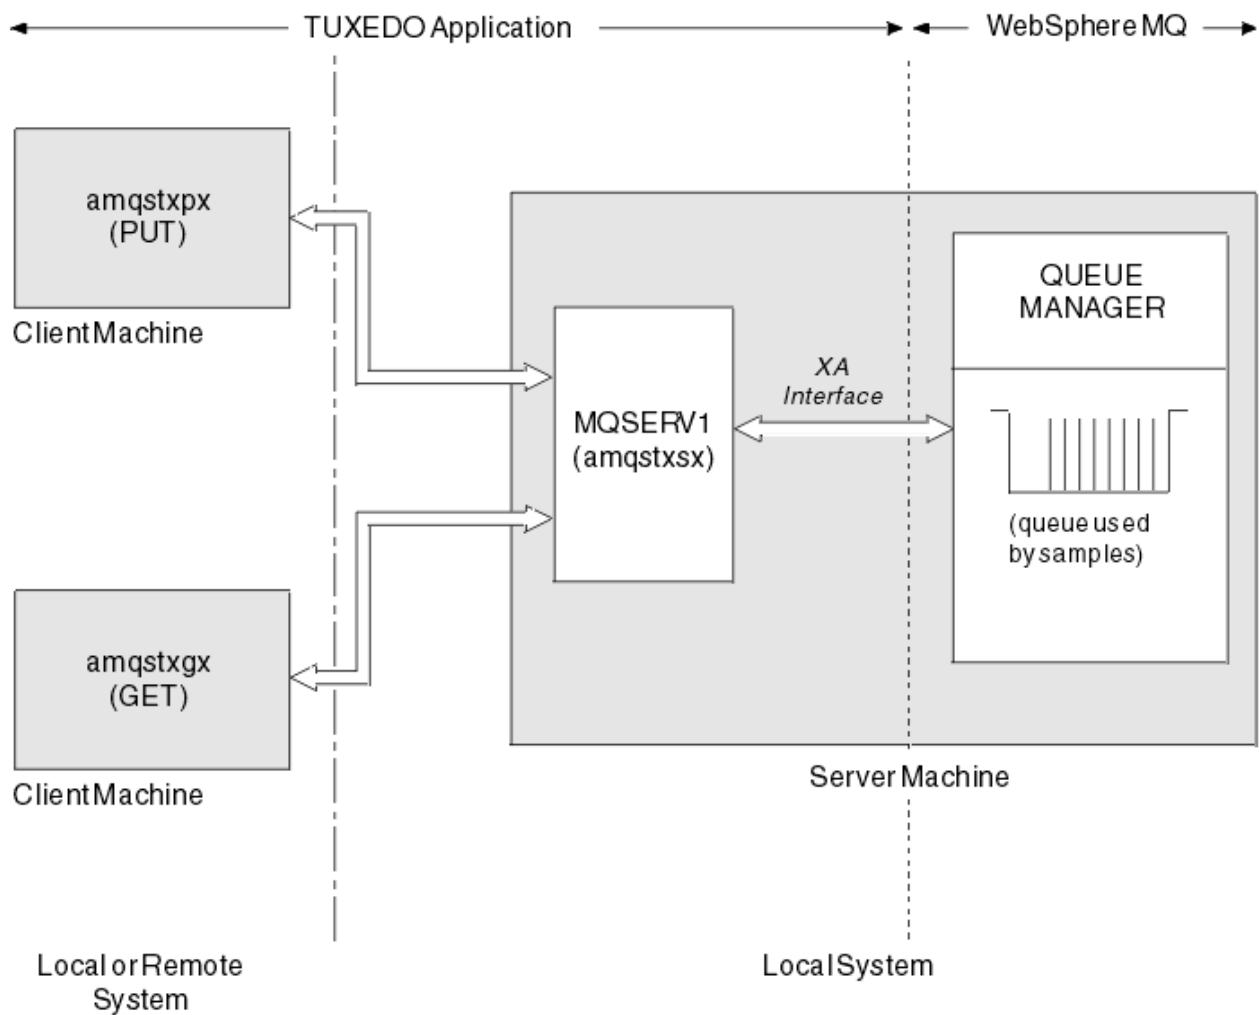 TUXEDO Application
WebSphere MQ
amqstxpx
(PUT)
Client Machine
QUEUE
MANAGER
XA
Interface
MQSERV1
(amqstxsx)
(queue used
by samples)
amqstxgx
(GET)
Client Machine
Server Machine
Local or Remote
System
Local System